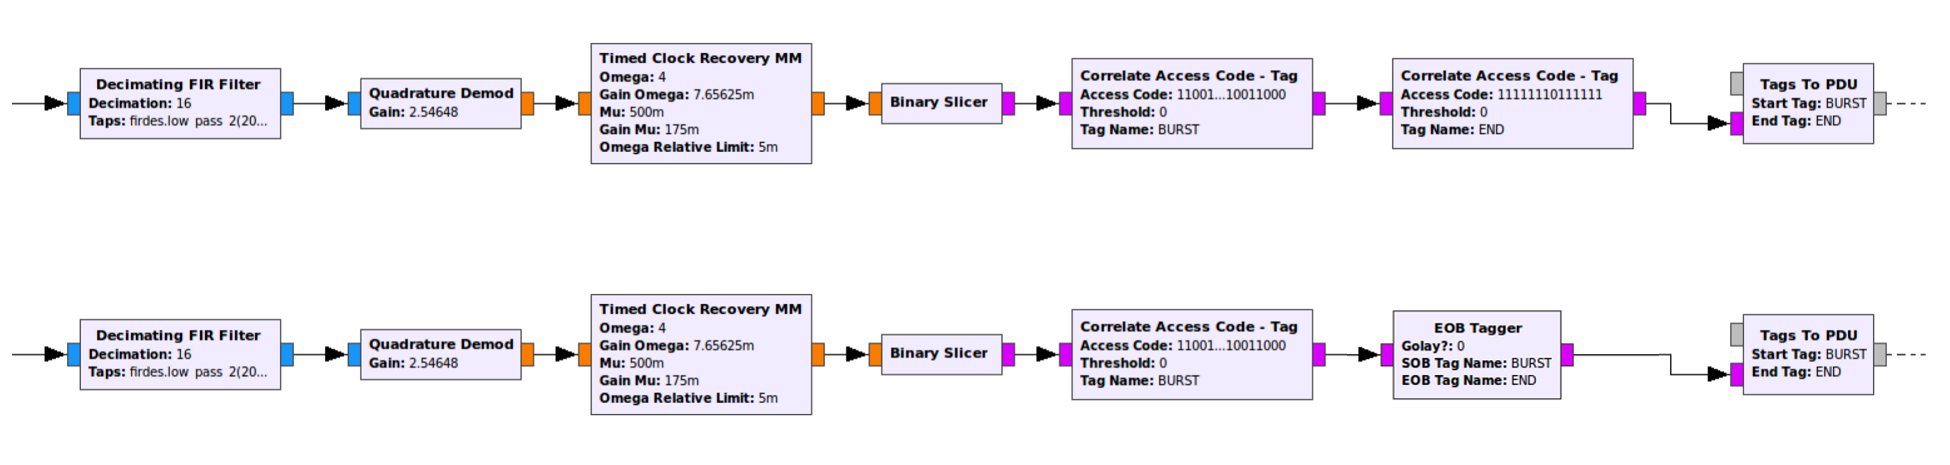 Decimating FIR Filter
Decimation: 16
Taps: firdes.low_pass_2(20...
Quadrature Demod
Gain: 2.54648
Timed Clock Recovery MM
Omega: 4
Gain Omega: 7.65625m
Mu: 500m
Gain Mu: 175m
Omega Relative Limit: 5m
Binary Slicer
Correlate Access Code - Tag
Access Code: 11001...10011000
Threshold: 0
Tag Name: BURST
Correlate Access Code - Tag
Access Code: 11111110111111
Threshold: 0
Tag Name: END
Tags To PDU
Start Tag: BURST
End Tag: END
Decimating FIR Filter
Decimation: 16
Taps: firdes.low_pass_2(20...
Quadrature Demod
Gain: 2.54648
Timed Clock Recovery MM
Omega: 4
Gain Omega: 7.65625m
Mu: 500m
Gain Mu: 175m
Omega Relative Limit: 5m
Binary Slicer
Correlate Access Code - Tag
Access Code: 11001...10011000
Threshold: 0
Tag Name: BURST
EOB Tagger
Golay?: 0
SOB Tag Name: BURST
EOB Tag Name: END
Tags To PDU
Start Tag: BURST
End Tag: END